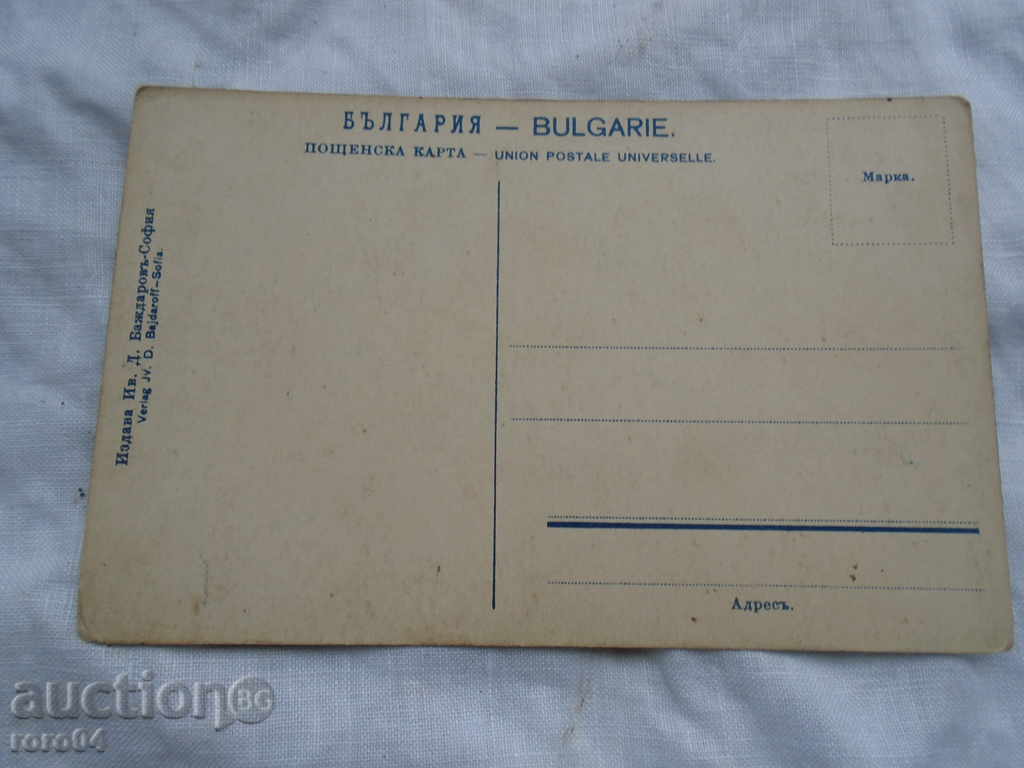 БЪЛГАРИЯ — BULGARIE.
ПОЩЕНСКА КАРТА — UNION POSTALE UNIVERSELLE.
Марка.
Издава Ив. Д. Баждаровъ-София
Verlag Jv. D. Bajdaroff-Sofia.
Адресъ.
auction BG
roro04